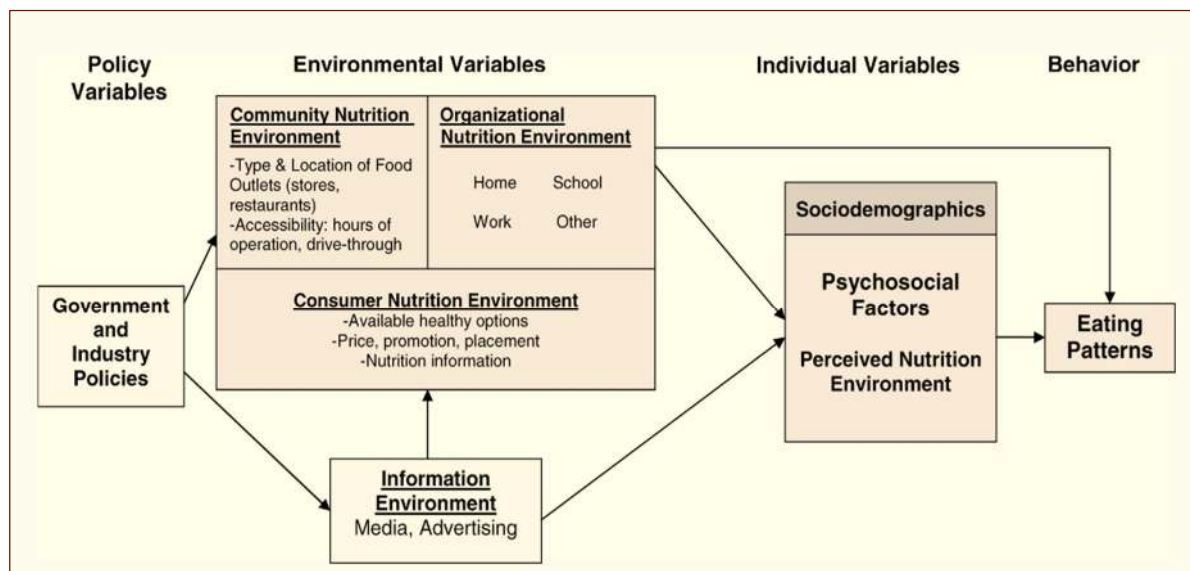 Policy
Variables
Environmental Variables
Individual Variables
Behavior
Community Nutrition
Environment
-Type & Location of Food
Outlets (stores,
restaurants)
-Accessibility: hours of
operation, drive-through
Organizational
Nutrition Environment
Home School
Work Other
Consumer Nutrition Environment
-Available healthy options
-Price, promotion, placement
-Nutrition information
Government
and
Industry
Policies
Information
Environment
Media, Advertising
Sociodemographics
Psychosocial
Factors
Perceived Nutrition
Environment
Eating
Patterns